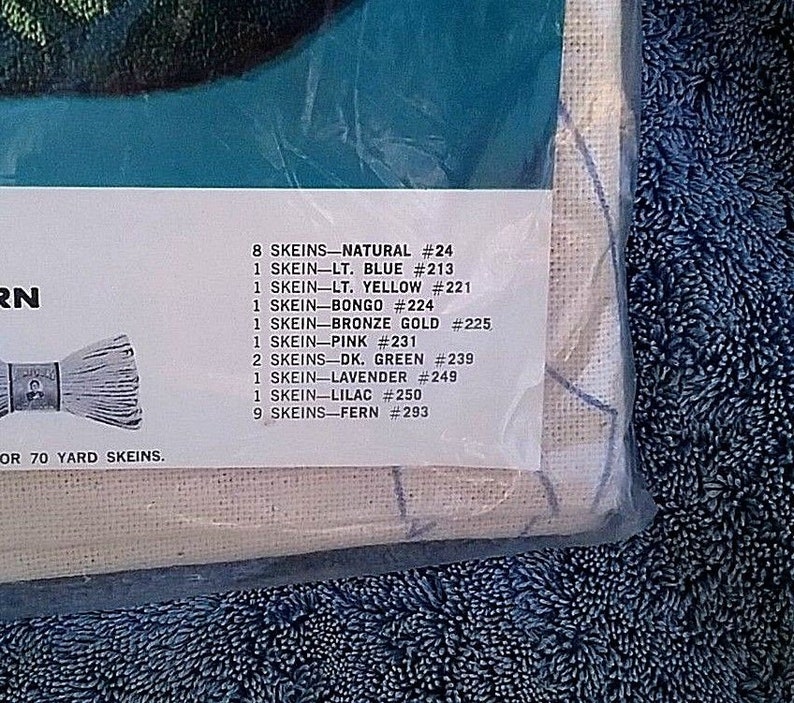 8 SKEINS—NATURAL #24
1 SKEIN—LT. BLUE #213
1 SKEIN—LT. YELLOW #221
1 SKEIN—BONGO #224
1 SKEIN—BRONZE GOLD #225
1 SKEIN—PINK #231
2 SKEINS—DK. GREEN #239
1 SKEIN—LAVENDER #249
1 SKEIN—LILAC #250
9 SKEINS—FERN #293
RN
OR 70 YARD SKEINS.